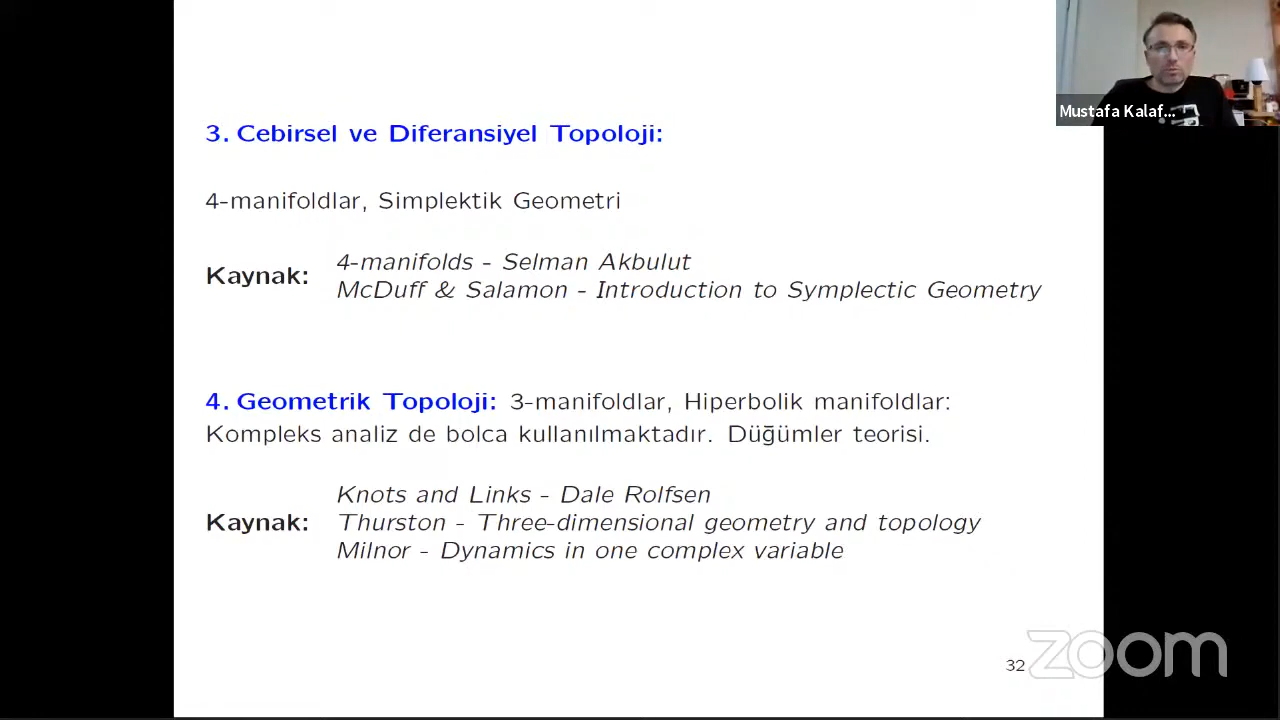 Mustafa Kalaf...
3. Cebirsel ve Diferansiyel Topoloji:
4-manifoldlar, Simplektik Geometri
Kaynak:
4-manifolds - Selman Akbulut
McDuff & Salamon - Introduction to Symplectic Geometry
4. Geometrik Topoloji: 3-manifoldlar, Hiperbolik manifoldlar:
Kompleks analiz de bolca kullanılmaktadır. Düğümler teorisi.
Kaynak:
Knots and Links - Dale Rolfsen
Thurston - Three-dimensional geometry and topology
Milnor - Dynamics in one complex variable
32
zoom